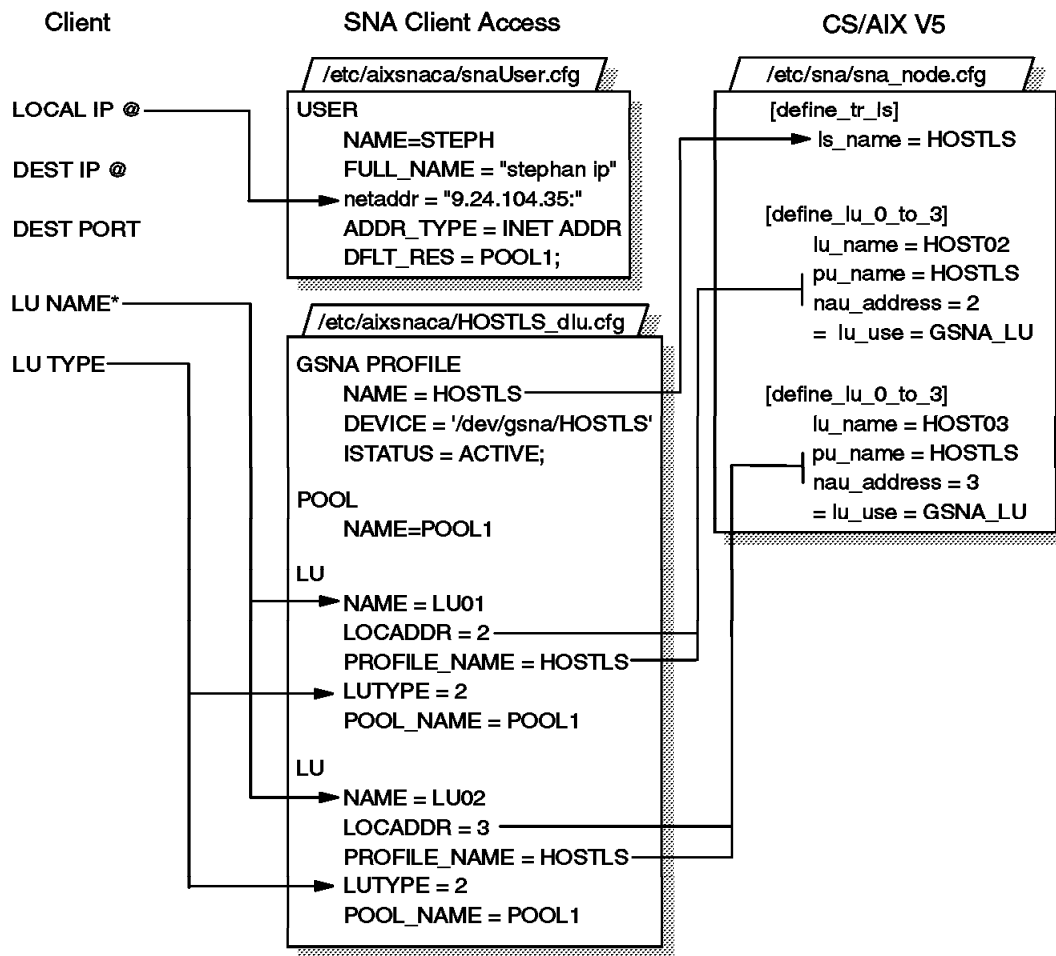 Client
LOCAL IP @
DEST IP @
DEST PORT
LU NAME*
LU TYPE
SNA Client Access
/etc/aixsnaca/snaUser.cfg
USER
NAME=STEPH
FULL_NAME = "stephan ip"
netaddr = "9.24.104.35:"
ADDR_TYPE = INET ADDR
DFLT_RES = POOL1;
/etc/aixsnaca/HOSTLS_dlu.cfg
GSNA PROFILE
NAME = HOSTLS
DEVICE = '/dev/gsna/HOSTLS'
ISTATUS = ACTIVE;
POOL
NAME=POOL1
LU
NAME = LU01
LOCADDR = 2
PROFILE_NAME = HOSTLS
LUTYPE = 2
POOL_NAME = POOL1
LU
NAME = LU02
LOCADDR = 3
PROFILE_NAME = HOSTLS
LUTYPE = 2
POOL_NAME = POOL1
CS/AIX V5
/etc/sna/sna_node.cfg
[define_tr_ls]
ls_name = HOSTLS
[define_lu_0_to_3]
lu_name = HOST02
pu_name = HOSTLS
nau_address = 2
= lu_use = GSNA_LU
[define_lu_0_to_3]
lu_name = HOST03
pu_name = HOSTLS
nau_address = 3
= lu_use = GSNA_LU